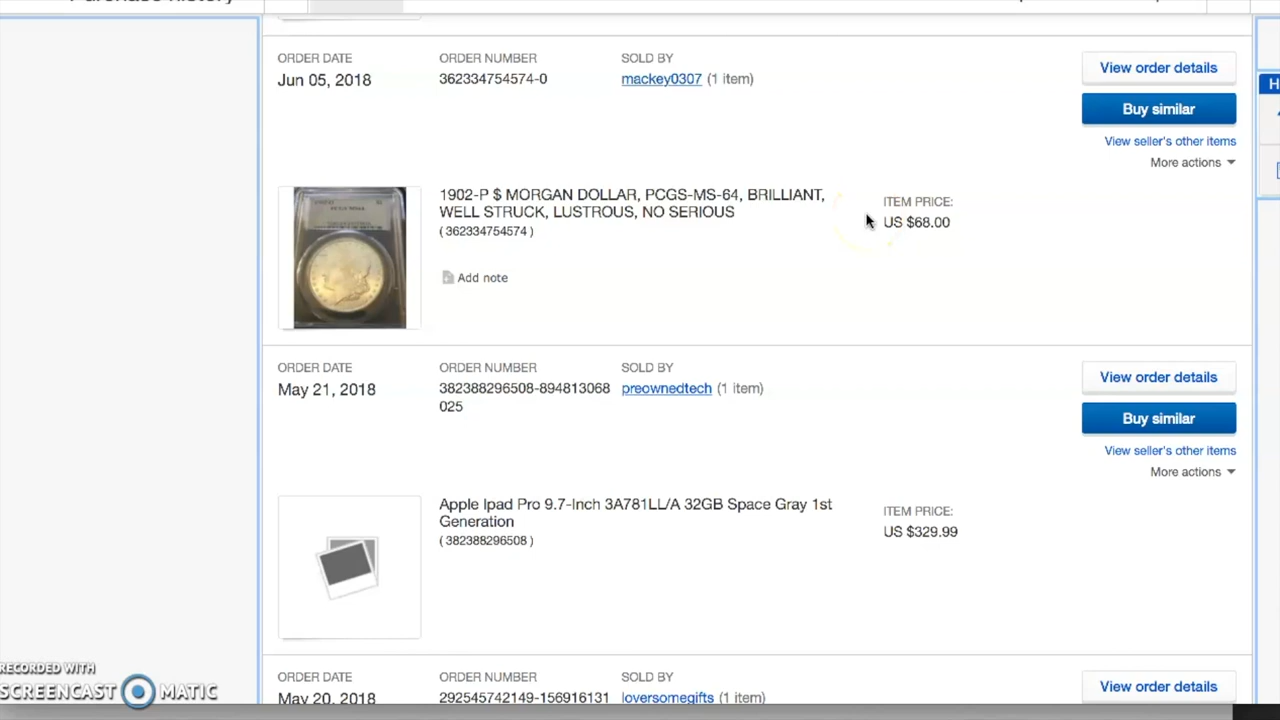 Purchase history
ORDER DATE ORDER NUMBER SOLD BY
Jun 05, 2018 362334754574-0 mackey0307 (1 item)
View order details
Buy similar
View seller's other items
More actions
1902-P $ MORGAN DOLLAR, PCGS-MS-64, BRILLIANT,
WELL STRUCK, LUSTROUS, NO SERIOUS
( 362334754574 )
ITEM PRICE:
US $68.00
Add note
ORDER DATE ORDER NUMBER SOLD BY
May 21, 2018 382388296508-894813068 preownedtech (1 item)
025
View order details
Buy similar
View seller's other items
More actions
Apple Ipad Pro 9.7-Inch 3A781LL/A 32GB Space Gray 1st
Generation
( 382388296508 )
ITEM PRICE:
US $329.99
ORDER DATE ORDER NUMBER SOLD BY
May 20, 2018 292545742149-156916131 loversomegifts (1 item)
View order details
RECORDED WITH
SCREENCAST MATIC
H